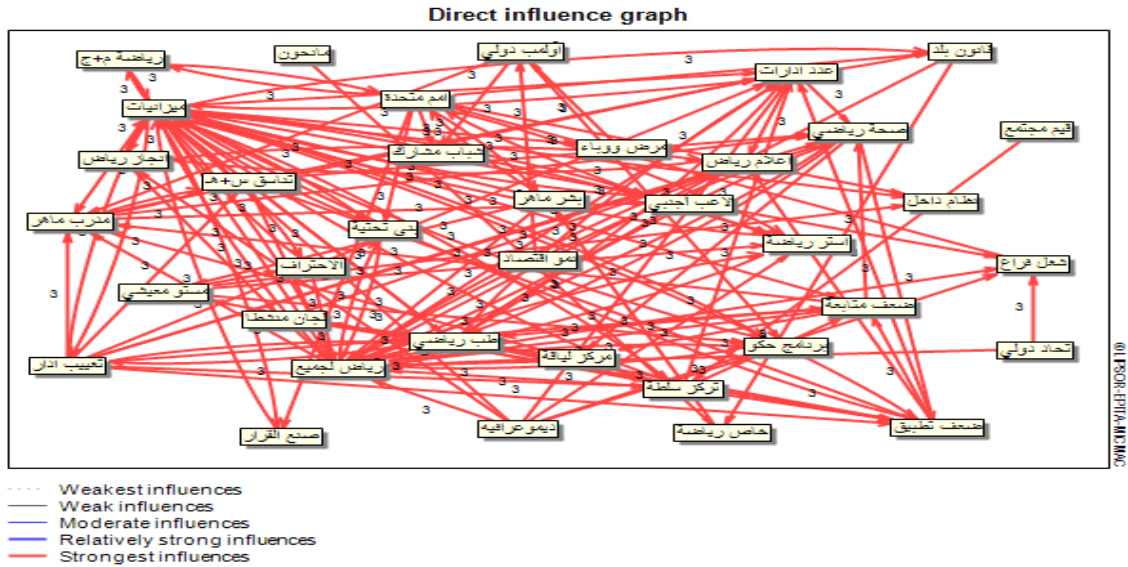 Direct influence graph
رياضة م+ج
مانحون
اولمب دولي
قانون بلد
عدد ادارات
ميزانيات
امم متحدة
صحة رياضي
قيم مجتمع
انجاز رياض
شباب مشارك
مرض ووباء
اعلام رياض
تناسق س+هـ
بشر ماهر
لاعب اجنبي
نظام داخل
مدرب ماهر
بنى تحتية
استر رياضة
الاحتراف
نمو اقتصاد
شغل فراغ
مستو معيشي
ضعف متابعة
لجان منشطا
طب رياضي
برنامج حكو
تحاد دولي
تغييب ادار
رياض لجميع
مركز لياقة
تركز سلطة
صنع القرار
ديموغرافيه
خاص رياضة
ضعف تطبيق
3
©LIPSOR-EPITA-MICMAC
Weakest influences
Weak influences
Moderate influences
Relatively strong influences
Strongest influences